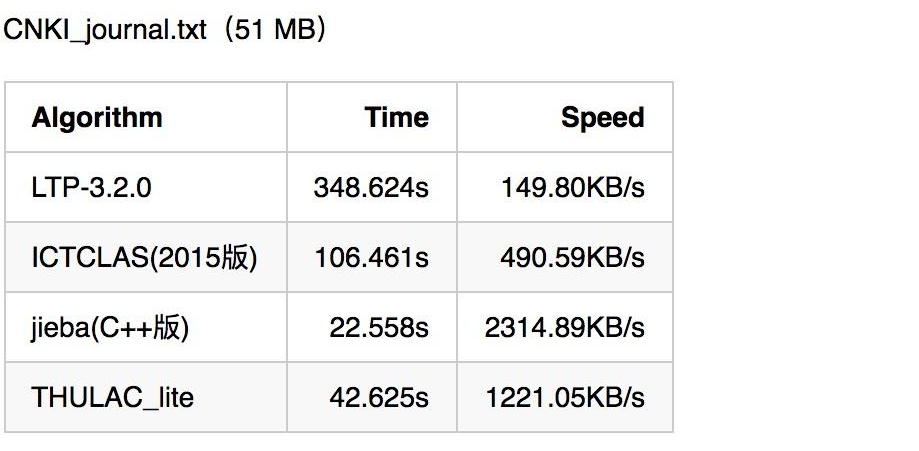 CNKI_journal.txt（51 MB）
Algorithm Time Speed
LTP-3.2.0 348.624s 149.80KB/s
ICTCLAS(2015版) 106.461s 490.59KB/s
jieba(C++版) 22.558s 2314.89KB/s
THULAC_lite 42.625s 1221.05KB/s